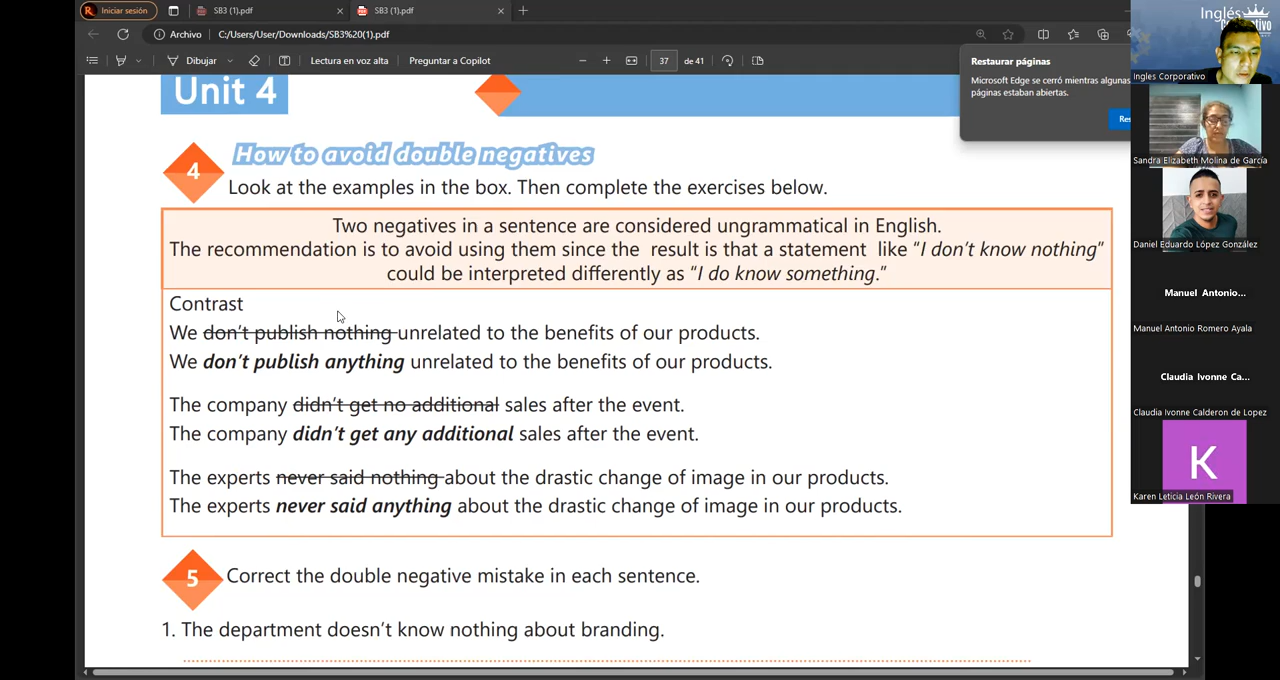 Iniciar sesión
SB3 (1).pdf
SB3 (1).pdf
Archivo
C:/Users/User/Downloads/SB3%20(1).pdf
Dibujar
Lectura en voz alta
Preguntar a Copilot
37
de 41
Restaurar páginas
Microsoft Edge se cerró mientras algunas
páginas estaban abiertas.
Unit 4
4
How to avoid double negatives
Look at the examples in the box. Then complete the exercises below.
Two negatives in a sentence are considered ungrammatical in English.
The recommendation is to avoid using them since the result is that a statement like “I don’t know nothing”
could be interpreted differently as “I do know something.”
Contrast
We don’t publish nothing unrelated to the benefits of our products.
We don’t publish anything unrelated to the benefits of our products.
The company didn’t get no additional sales after the event.
The company didn’t get any additional sales after the event.
The experts never said nothing about the drastic change of image in our products.
The experts never said anything about the drastic change of image in our products.
5
Correct the double negative mistake in each sentence.
1. The department doesn’t know nothing about branding.
Inglés
Corporativo
Ingles Corporativo
Sandra Elizabeth Molina de García
Daniel Eduardo López González
Manuel Antonio...
Manuel Antonio Romero Ayala
Claudia Ivonne Ca...
Claudia Ivonne Calderon de Lopez
K
Karen Leticia León Rivera